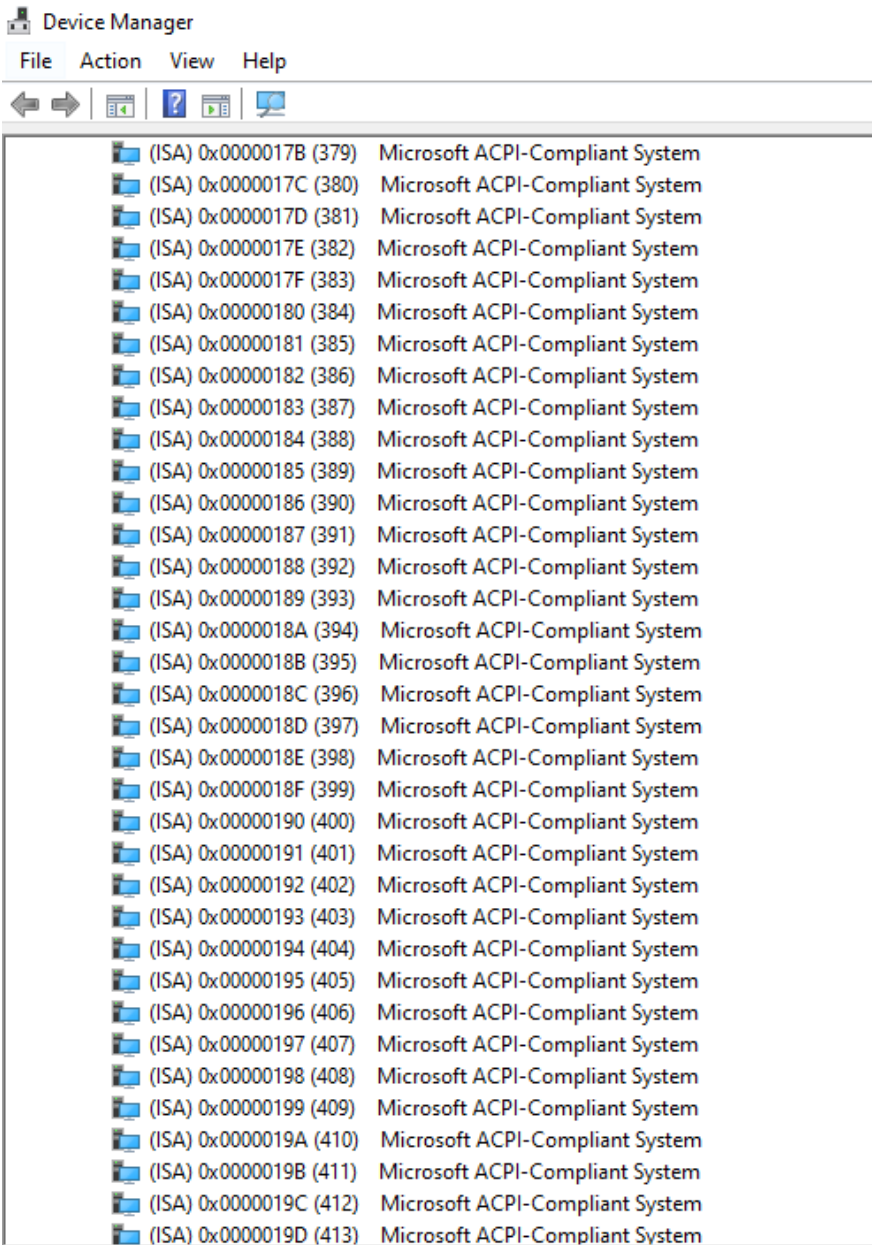 Device Manager
File Action View Help
(ISA) 0x0000017B (379) Microsoft ACPI-Compliant System
(ISA) 0x0000017C (380) Microsoft ACPI-Compliant System
(ISA) 0x0000017D (381) Microsoft ACPI-Compliant System
(ISA) 0x0000017E (382) Microsoft ACPI-Compliant System
(ISA) 0x0000017F (383) Microsoft ACPI-Compliant System
(ISA) 0x00000180 (384) Microsoft ACPI-Compliant System
(ISA) 0x00000181 (385) Microsoft ACPI-Compliant System
(ISA) 0x00000182 (386) Microsoft ACPI-Compliant System
(ISA) 0x00000183 (387) Microsoft ACPI-Compliant System
(ISA) 0x00000184 (388) Microsoft ACPI-Compliant System
(ISA) 0x00000185 (389) Microsoft ACPI-Compliant System
(ISA) 0x00000186 (390) Microsoft ACPI-Compliant System
(ISA) 0x00000187 (391) Microsoft ACPI-Compliant System
(ISA) 0x00000188 (392) Microsoft ACPI-Compliant System
(ISA) 0x00000189 (393) Microsoft ACPI-Compliant System
(ISA) 0x0000018A (394) Microsoft ACPI-Compliant System
(ISA) 0x0000018B (395) Microsoft ACPI-Compliant System
(ISA) 0x0000018C (396) Microsoft ACPI-Compliant System
(ISA) 0x0000018D (397) Microsoft ACPI-Compliant System
(ISA) 0x0000018E (398) Microsoft ACPI-Compliant System
(ISA) 0x0000018F (399) Microsoft ACPI-Compliant System
(ISA) 0x00000190 (400) Microsoft ACPI-Compliant System
(ISA) 0x00000191 (401) Microsoft ACPI-Compliant System
(ISA) 0x00000192 (402) Microsoft ACPI-Compliant System
(ISA) 0x00000193 (403) Microsoft ACPI-Compliant System
(ISA) 0x00000194 (404) Microsoft ACPI-Compliant System
(ISA) 0x00000195 (405) Microsoft ACPI-Compliant System
(ISA) 0x00000196 (406) Microsoft ACPI-Compliant System
(ISA) 0x00000197 (407) Microsoft ACPI-Compliant System
(ISA) 0x00000198 (408) Microsoft ACPI-Compliant System
(ISA) 0x00000199 (409) Microsoft ACPI-Compliant System
(ISA) 0x0000019A (410) Microsoft ACPI-Compliant System
(ISA) 0x0000019B (411) Microsoft ACPI-Compliant System
(ISA) 0x0000019C (412) Microsoft ACPI-Compliant System
(ISA) 0x0000019D (413) Microsoft ACPI-Compliant System